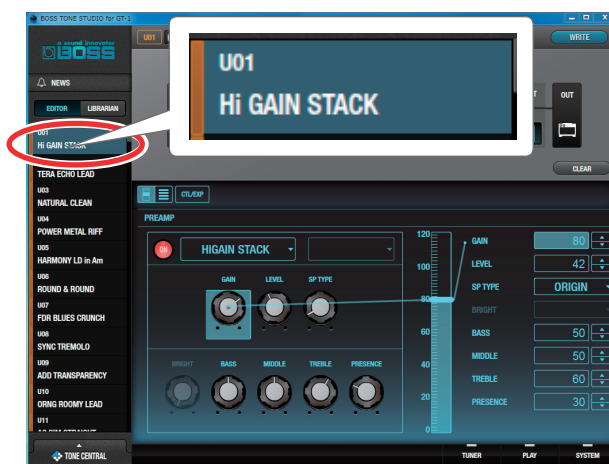 BOSS TONE STUDIO for GT-1
a sound innovator
BOSS
U01
WRITE
U01
Hi GAIN STACK
NEWS
EDITOR LIBRARIAN
OUT
CLEAR
U01
Hi GAIN STACK
TERA ECHO LEAD
U03
NATURAL CLEAN
U04
POWER METAL RIFF
U05
HARMONY LD in Am
U06
ROUND & ROUND
U07
FDR BLUES CRUNCH
U08
SYNC TREMOLO
U09
ADD TRANSPARENCY
U10
ORNG ROOMY LEAD
U11
TONE CENTRAL
CTL/EXP
PREAMP
ON
HIGAIN STACK
GAIN LEVEL SP TYPE
BRIGHT BASS MIDDLE TREBLE PRESENCE
120
100
80
60
40
20
0
GAIN 80
LEVEL 42
SP TYPE ORIGIN
BRIGHT
BASS 50
MIDDLE 50
TREBLE 60
PRESENCE 30
TUNER PLAY SYSTEM